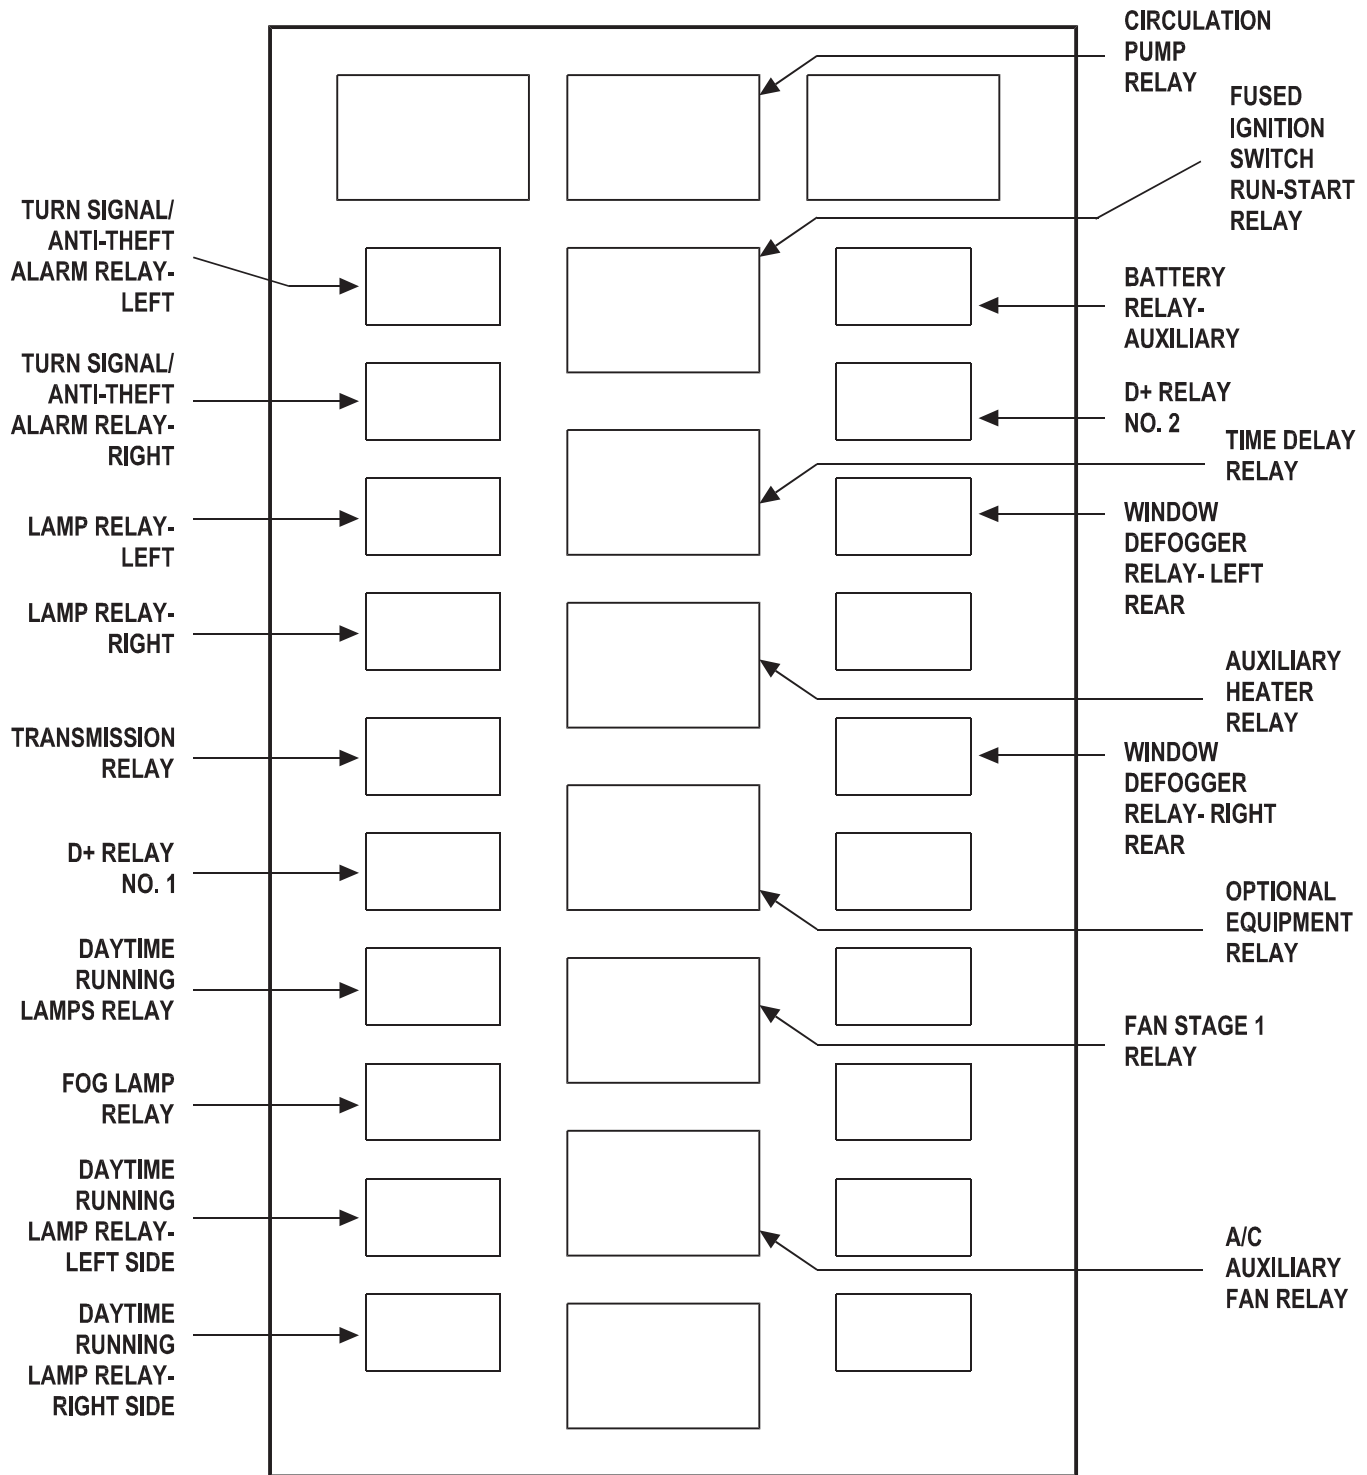 CIRCULATION
PUMP
RELAY
FUSED
IGNITION
SWITCH
RUN-START
RELAY
TURN SIGNAL/
ANTI-THEFT
ALARM RELAY-
LEFT
BATTERY
RELAY-
AUXILIARY
TURN SIGNAL/
ANTI-THEFT
ALARM RELAY-
RIGHT
D+ RELAY
NO. 2
TIME DELAY
RELAY
LAMP RELAY-
LEFT
WINDOW
DEFOGGER
RELAY- LEFT
REAR
LAMP RELAY-
RIGHT
AUXILIARY
HEATER
RELAY
TRANSMISSION
RELAY
WINDOW
DEFOGGER
RELAY- RIGHT
REAR
D+ RELAY
NO. 1
OPTIONAL
EQUIPMENT
RELAY
DAYTIME
RUNNING
LAMPS RELAY
FAN STAGE 1
RELAY
FOG LAMP
RELAY
DAYTIME
RUNNING
LAMP RELAY-
LEFT SIDE
A/C
AUXILIARY
FAN RELAY
DAYTIME
RUNNING
LAMP RELAY-
RIGHT SIDE